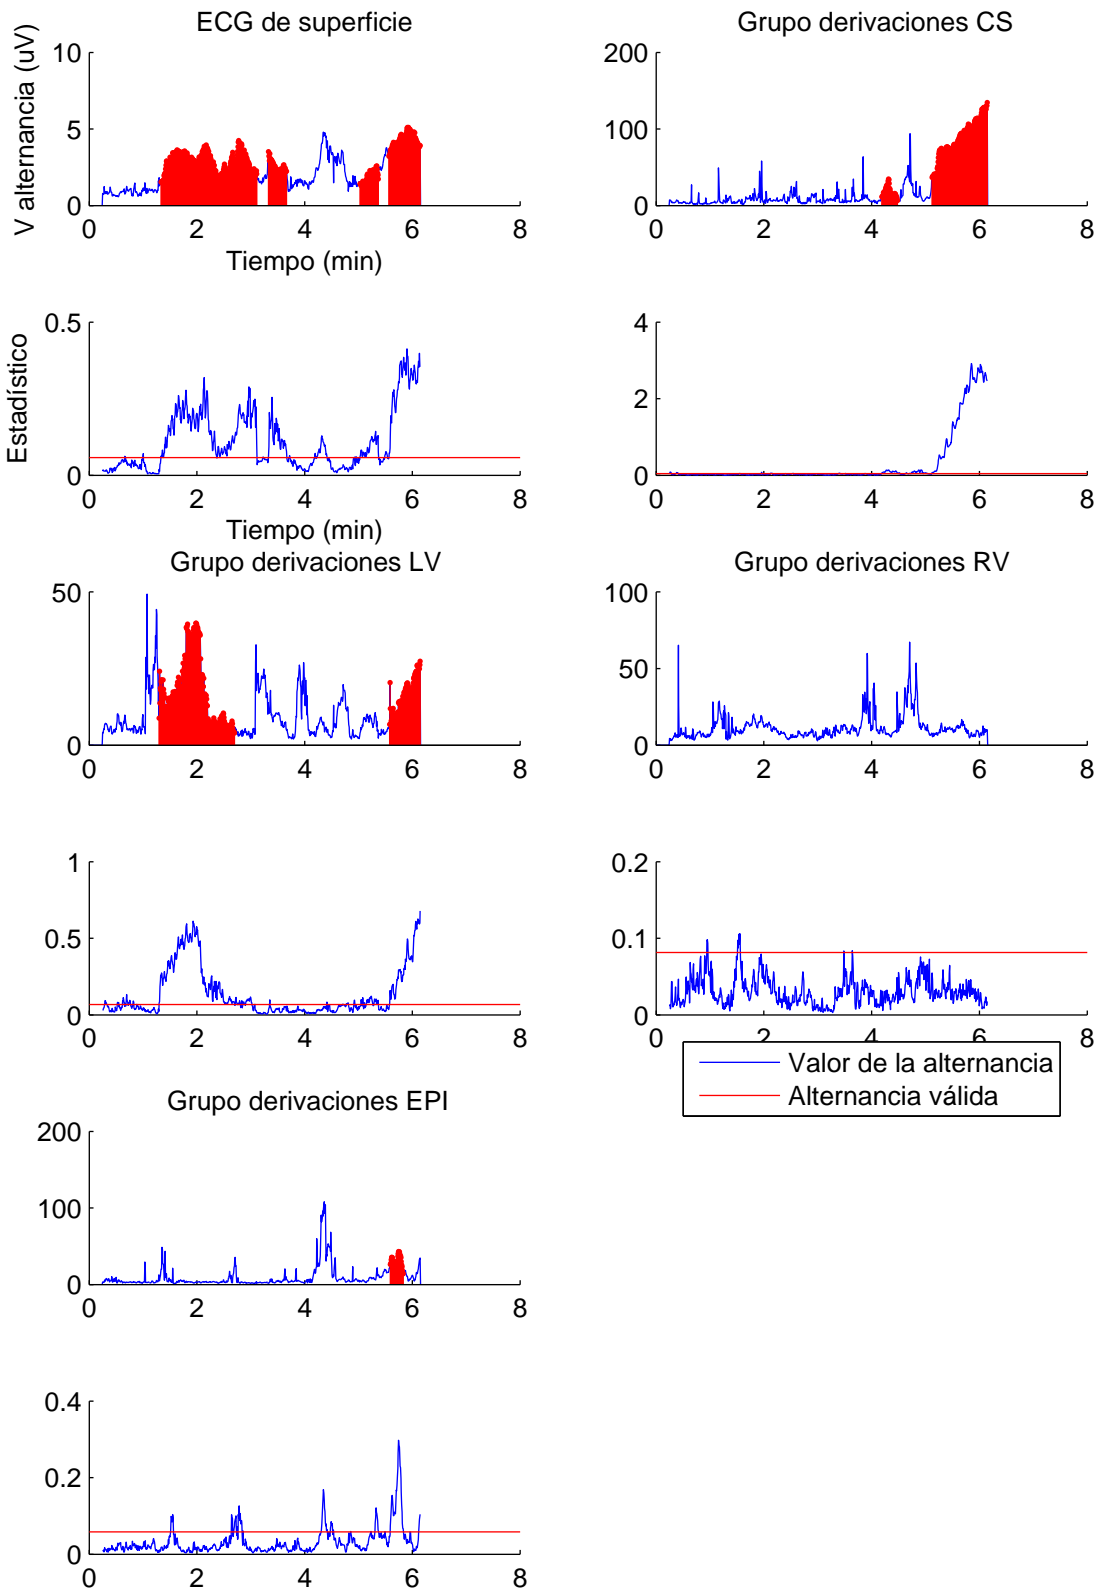 ECG de superficie
Grupo derivaciones CS
V alternancia (uV)
10
5
0
0 2 4 6 8
Tiempo (min)
200
100
0
0 2 4 6 8
Estadístico
0.5
0
0 2 4 6 8
Tiempo (min)
4
2
0
0 2 4 6 8
Grupo derivaciones LV
Grupo derivaciones RV
50
0
0 2 4 6 8
100
50
0
0 2 4 6 8
1
0.5
0
0 2 4 6 8
0.2
0.1
0
0 2 4 6 8
Valor de la alternancia
Alternancia válida
Grupo derivaciones EPI
200
100
0
0 2 4 6 8
0.4
0.2
0
0 2 4 6 8